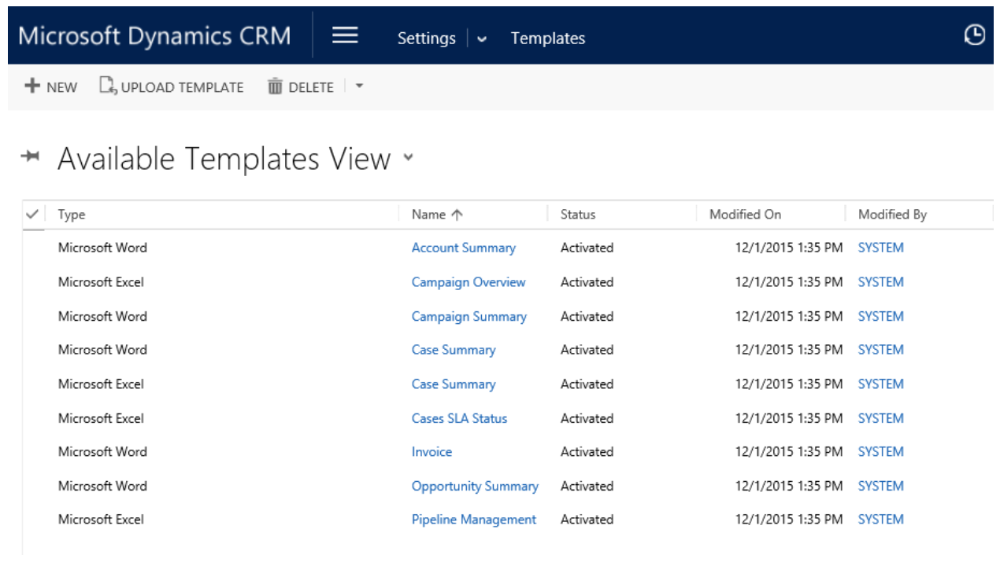 Microsoft Dynamics CRM Settings Templates
NEW UPLOAD TEMPLATE DELETE
Available Templates View
Type Name Status Modified On Modified By
Microsoft Word Account Summary Activated 12/1/2015 1:35 PM SYSTEM
Microsoft Excel Campaign Overview Activated 12/1/2015 1:35 PM SYSTEM
Microsoft Word Campaign Summary Activated 12/1/2015 1:35 PM SYSTEM
Microsoft Word Case Summary Activated 12/1/2015 1:35 PM SYSTEM
Microsoft Excel Case Summary Activated 12/1/2015 1:35 PM SYSTEM
Microsoft Excel Cases SLA Status Activated 12/1/2015 1:35 PM SYSTEM
Microsoft Word Invoice Activated 12/1/2015 1:35 PM SYSTEM
Microsoft Word Opportunity Summary Activated 12/1/2015 1:35 PM SYSTEM
Microsoft Excel Pipeline Management Activated 12/1/2015 1:35 PM SYSTEM